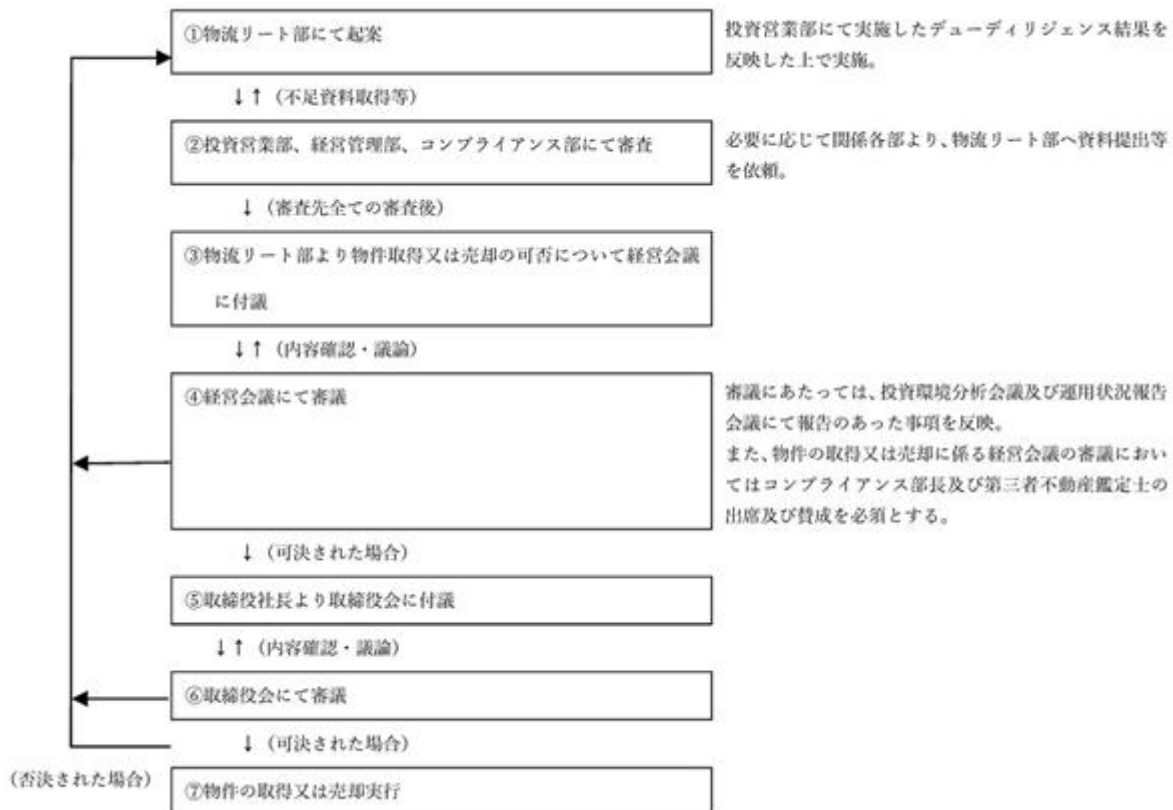 ①物流リート部にて起案
投資営業部にて実施したデューディリジェンス結果を
反映した上で実施。
↓↑（不足資料取得等）
②投資営業部、経営管理部、コンプライアンス部にて審査
必要に応じて関係各部より、物流リート部へ資料提出等
を依頼。
↓（審査先全ての審査後）
③物流リート部より物件取得又は売却の可否について経営会議
に付議
↓↑（内容確認・議論）
④経営会議にて審議
審議にあたっては、投資環境分析会議及び運用状況報告
会議にて報告のあった事項を反映。
また、物件の取得又は売却に係る経営会議の審議におい
てはコンプライアンス部長及び第三者不動産鑑定士の
出席及び賛成を必須とする。
↓（可決された場合）
⑤取締役社長より取締役会に付議
↓↑（内容確認・議論）
⑥取締役会にて審議
↓（可決された場合）
（否決された場合）
⑦物件の取得又は売却実行